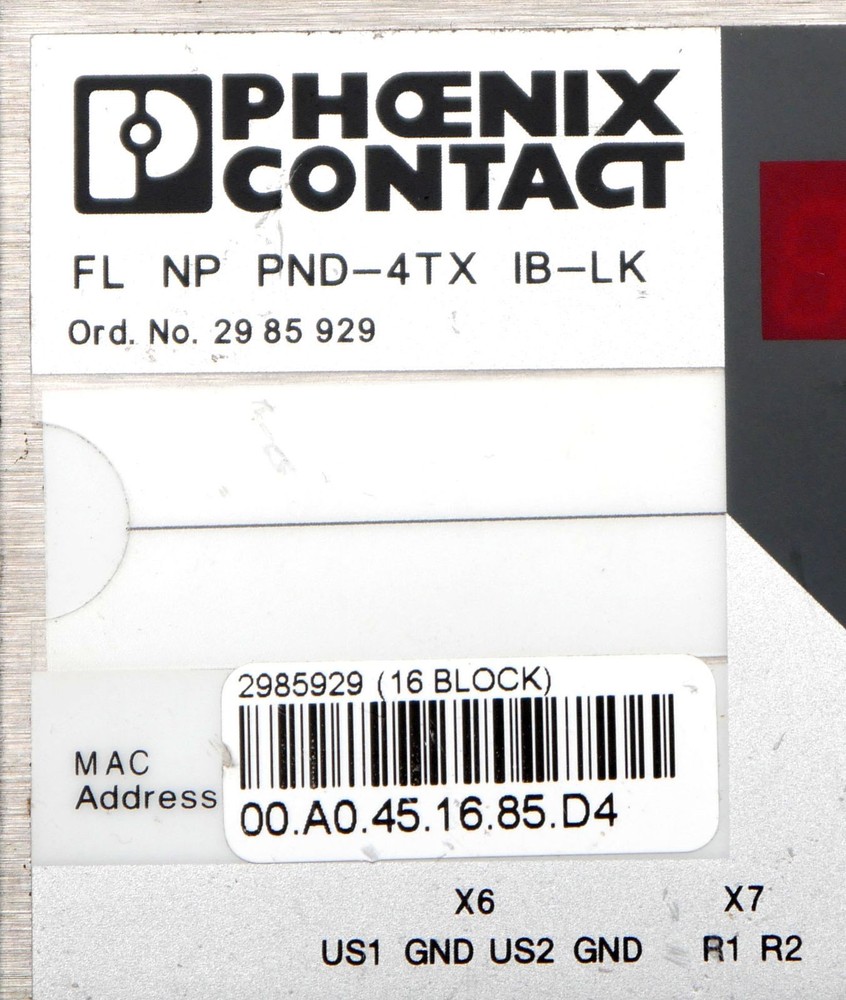 PHŒNIX
CONTACT
FL NP PND-4TX IB-LK
Ord. No. 29 85 929
2985929 (16 BLOCK)
MAC
Address
00.A0.45.16.85.D4
X6 X7
US1 GND US2 GND R1 R2